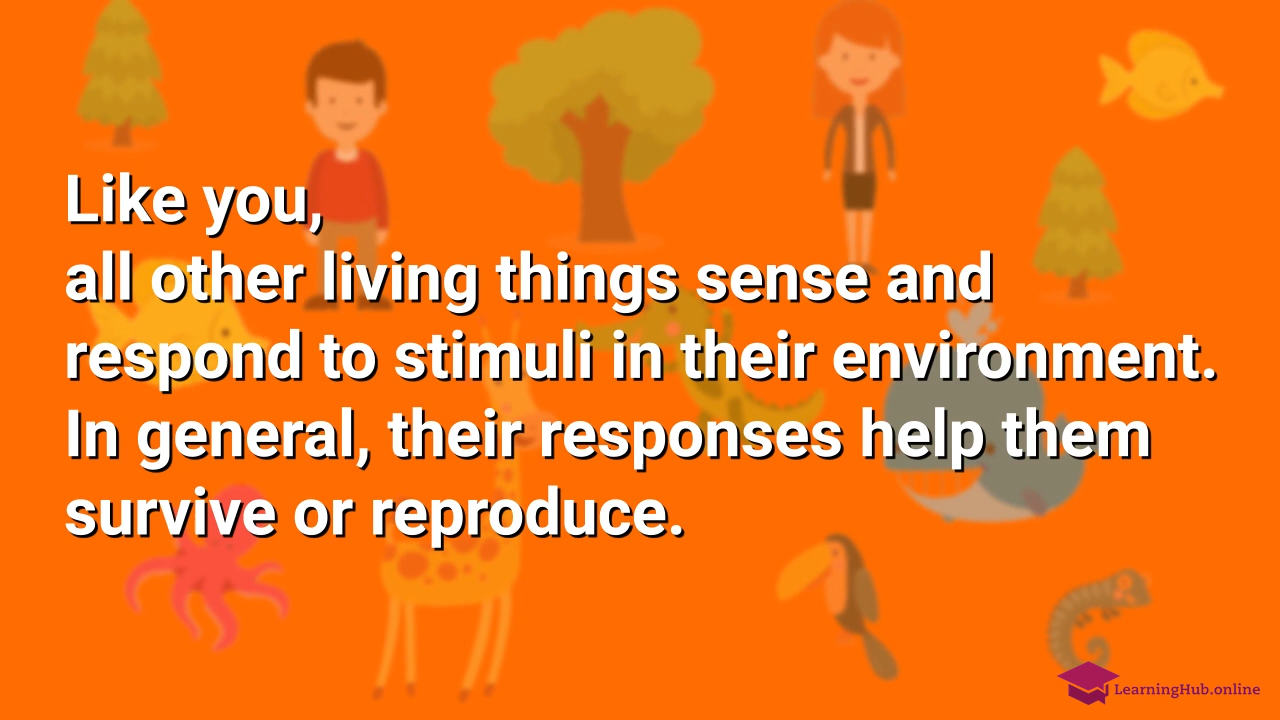 Like you,
all other living things sense and
respond to stimuli in their environment.
In general, their responses help them
survive or reproduce.
LearningHub.online